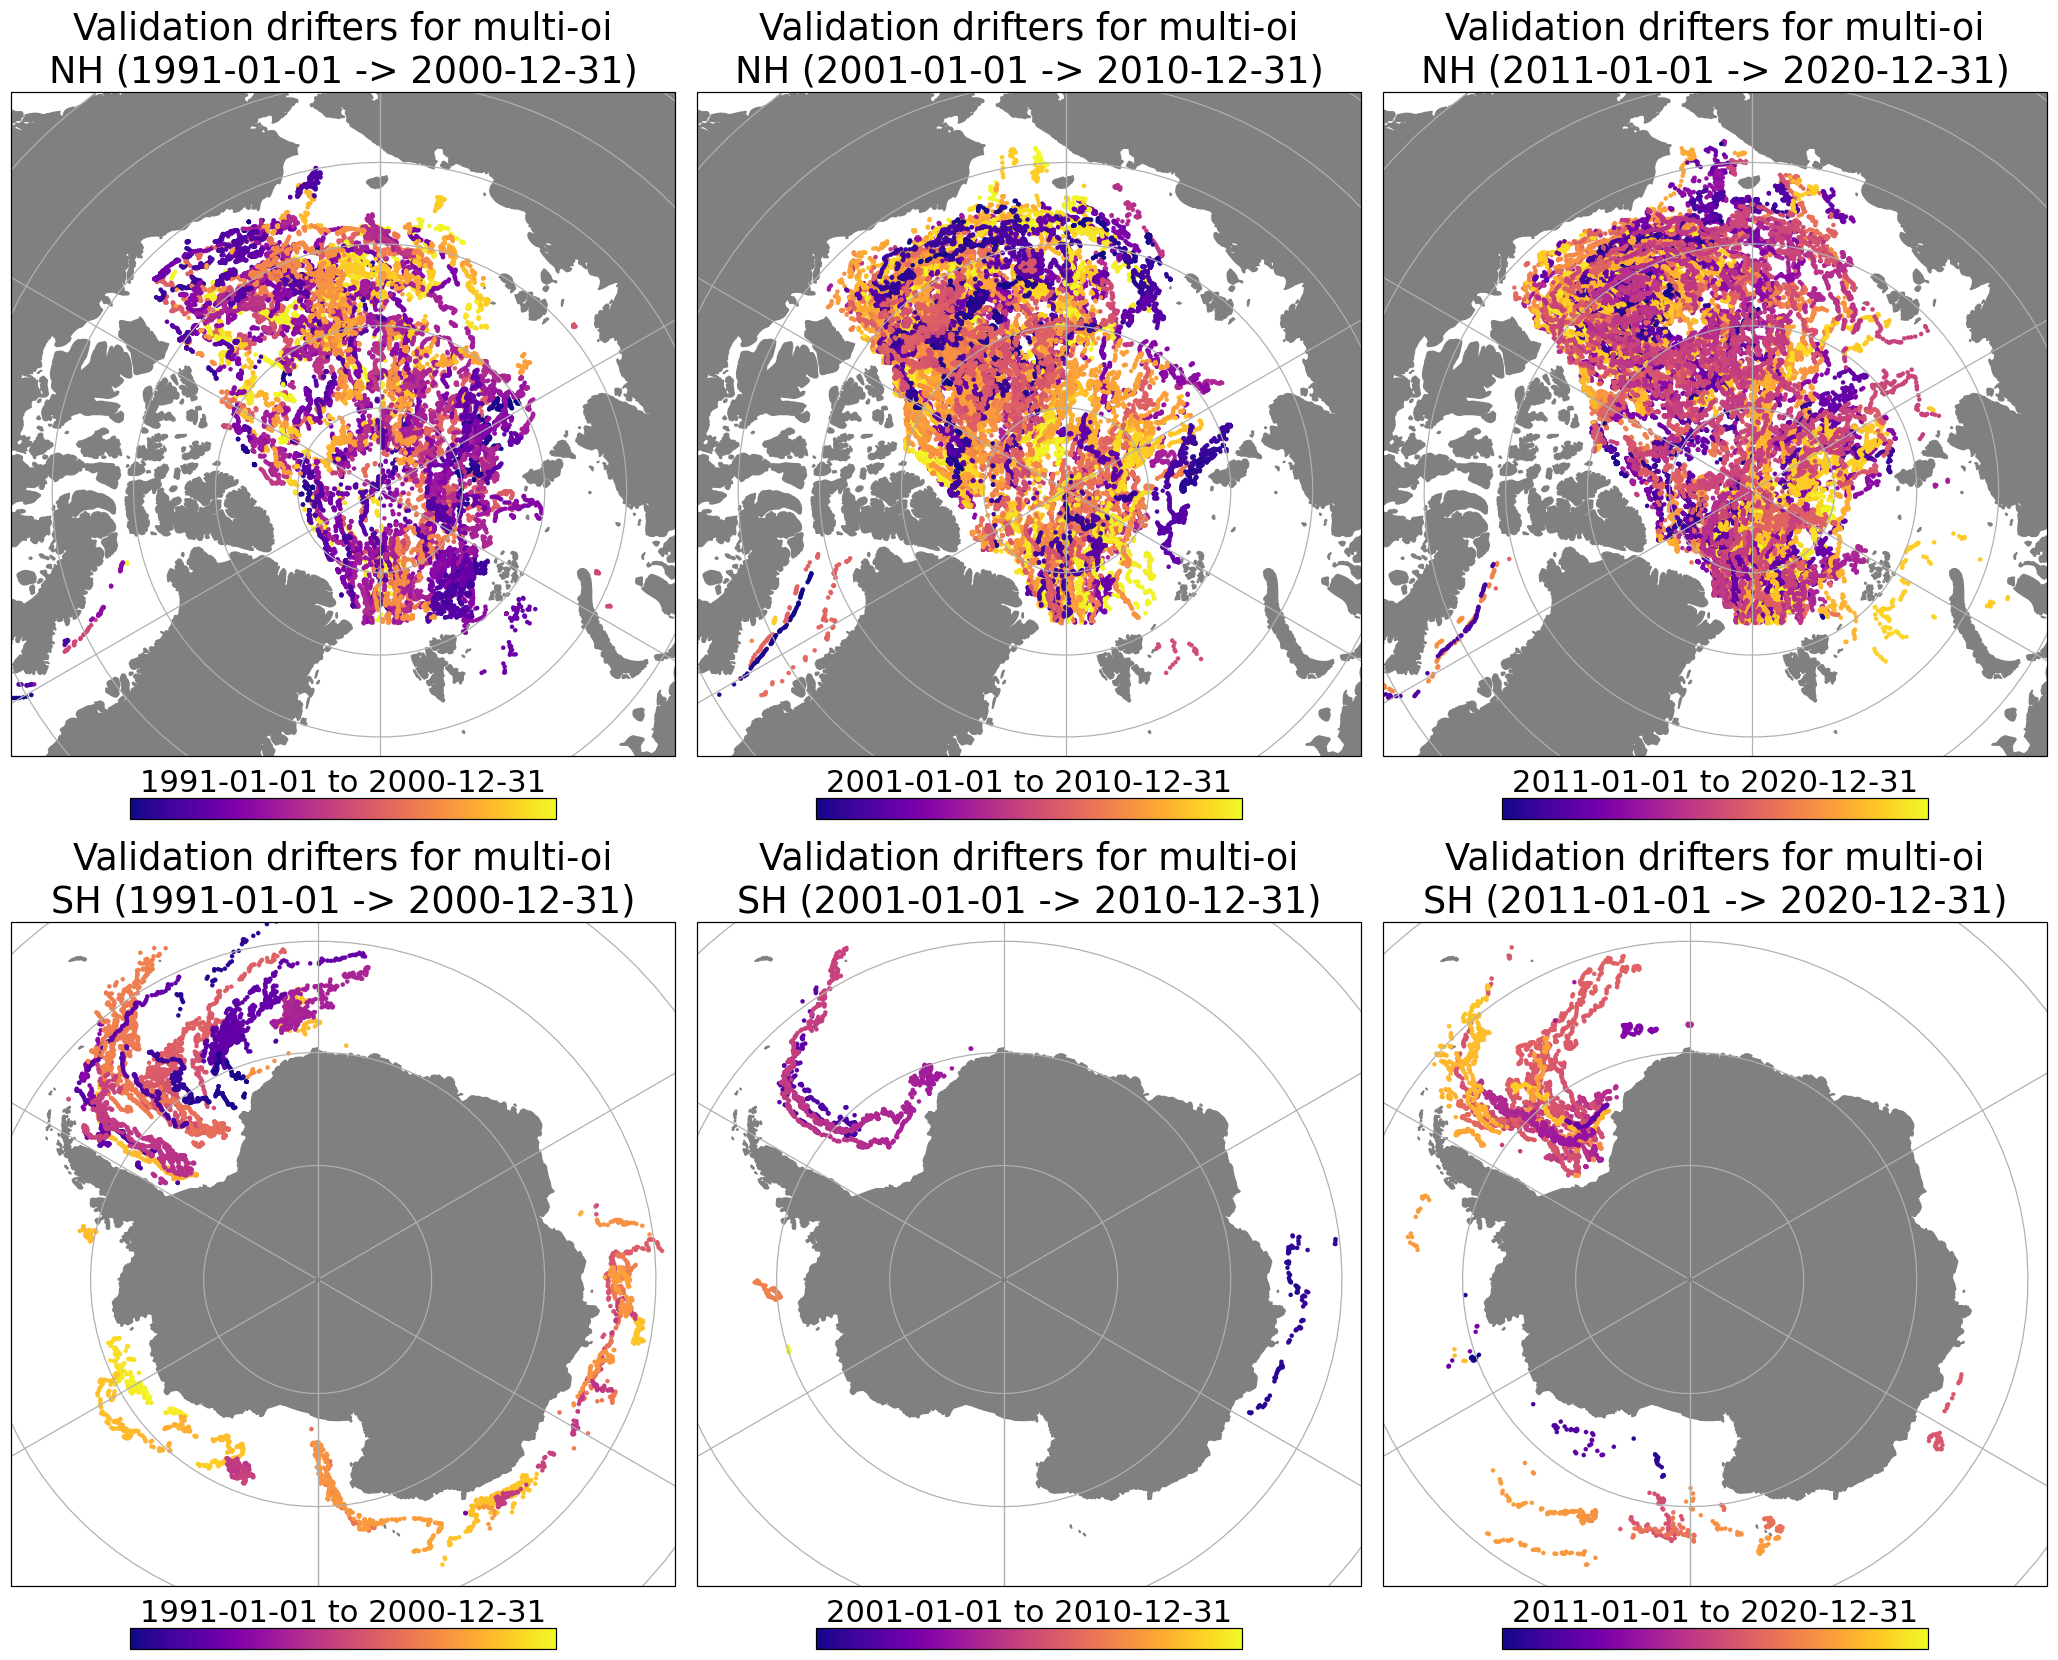 Validation drifters for multi-oi
NH (1991-01-01 -> 2000-12-31)
1991-01-01 to 2000-12-31
Validation drifters for multi-oi
NH (2001-01-01 -> 2010-12-31)
2001-01-01 to 2010-12-31
Validation drifters for multi-oi
NH (2011-01-01 -> 2020-12-31)
2011-01-01 to 2020-12-31
Validation drifters for multi-oi
SH (1991-01-01 -> 2000-12-31)
1991-01-01 to 2000-12-31
Validation drifters for multi-oi
SH (2001-01-01 -> 2010-12-31)
2001-01-01 to 2010-12-31
Validation drifters for multi-oi
SH (2011-01-01 -> 2020-12-31)
2011-01-01 to 2020-12-31